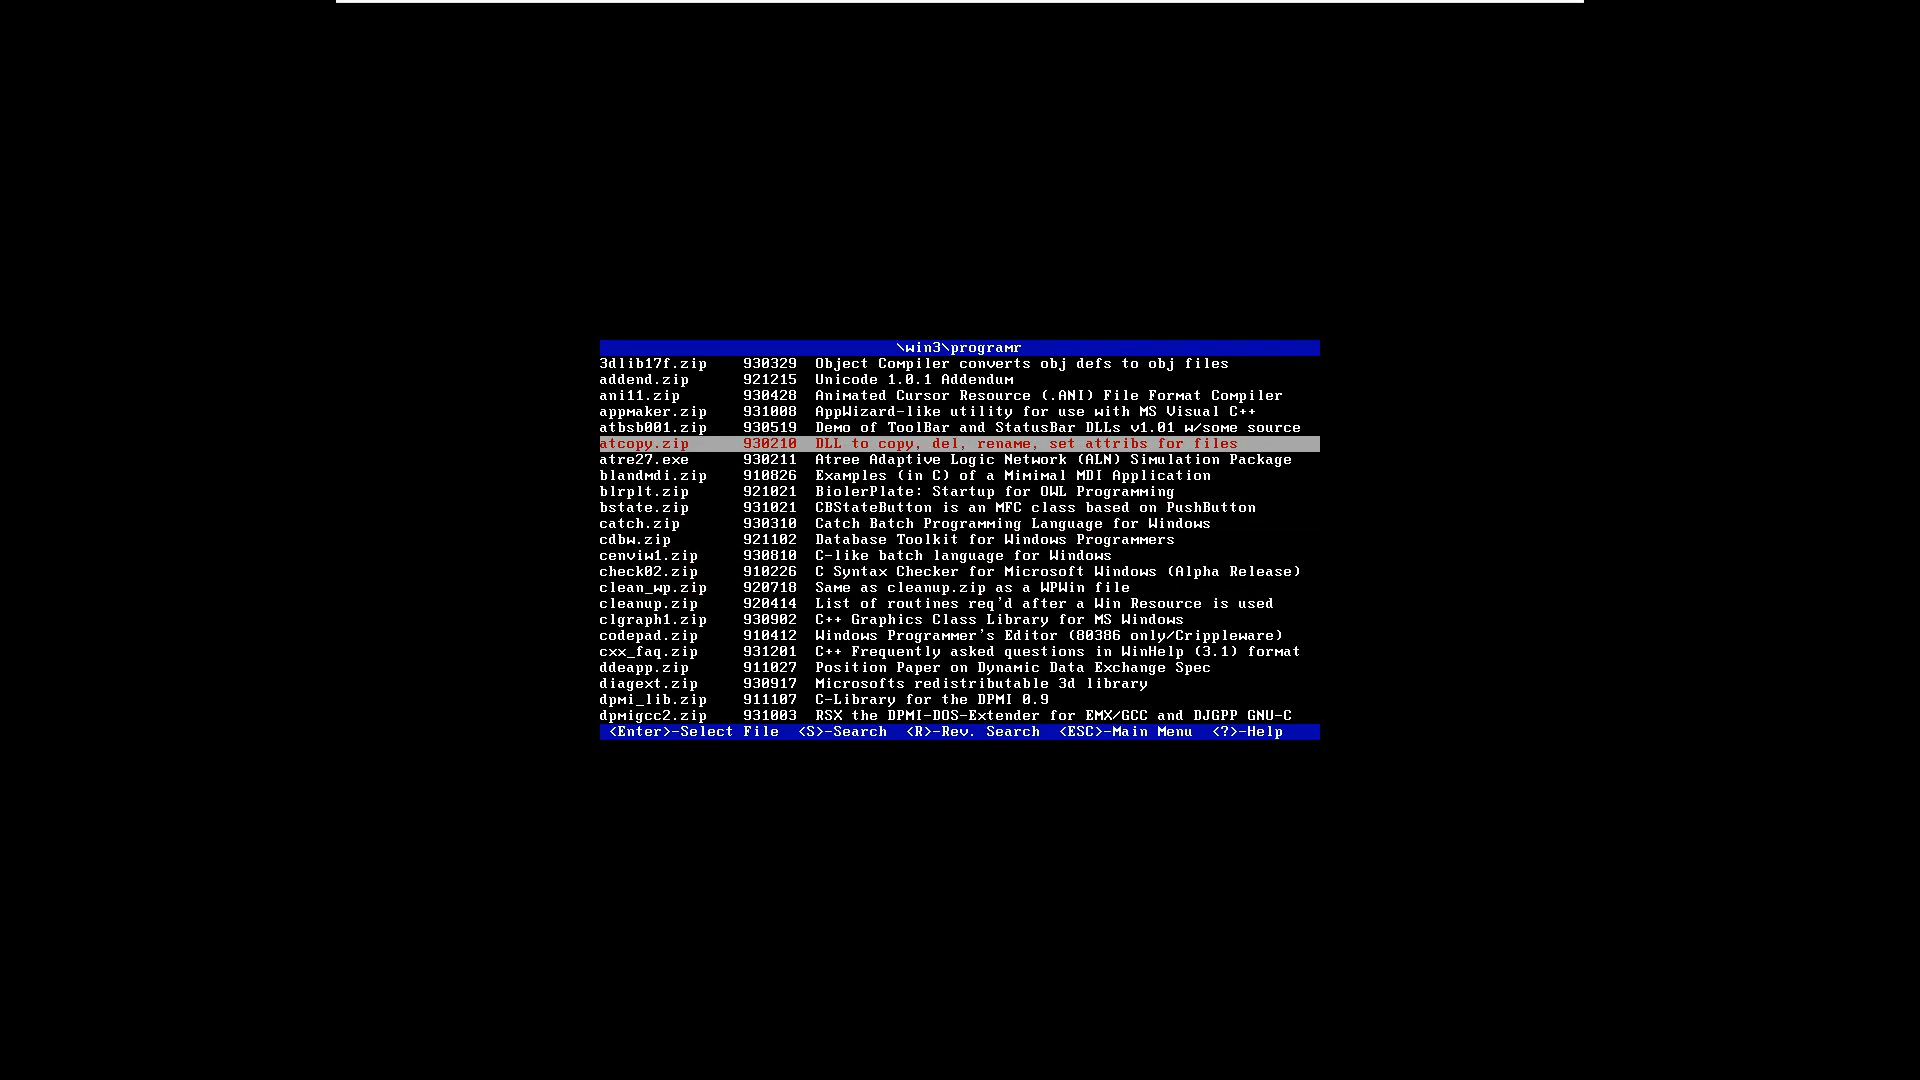 \win3\programr
3dlib17f.zip    930329  Object Compiler converts obj defs to obj files
addend.zip      921215  Unicode 1.0.1 Addendum
ani11.zip       930428  Animated Cursor Resource (.ANI) File Format Compiler
appmaker.zip    931008  AppWizard-like utility for use with MS Visual C++
atbsb001.zip    930519  Demo of ToolBar and StatusBar DLLs v1.01 w/some source
atcopy.zip      930210  DLL to copy, del, rename, set attribs for files
atre27.exe      930211  Atree Adaptive Logic Network (ALN) Simulation Package
blandmdi.zip    910826  Examples (in C) of a Mimimal MDI Application
blrplt.zip      921021  BiolerPlate: Startup for OWL Programming
bstate.zip      931021  CBStateButton is an MFC class based on PushButton
catch.zip       930310  Catch Batch Programming Language for Windows
cdbw.zip        921102  Database Toolkit for Windows Programmers
cenviw1.zip     930810  C-like batch language for Windows
check02.zip     910226  C Syntax Checker for Microsoft Windows (Alpha Release)
clean_wp.zip    920718  Same as cleanup.zip as a WPWin file
cleanup.zip     920414  List of routines req'd after a Win Resource is used
clgraph1.zip    930902  C++ Graphics Class Library for MS Windows
codepad.zip     910412  Windows Programmer's Editor (80386 only/Crippleware)
cxx_faq.zip     931201  C++ Frequently asked questions in WinHelp (3.1) format
ddeapp.zip      911027  Position Paper on Dynamic Data Exchange Spec
diagext.zip     930917  Microsofts redistributable 3d library
dpmi_lib.zip    911107  C-Library for the DPMI 0.9
dpmigcc2.zip    931003  RSX the DPMI-DOS-Extender for EMX/GCC and DJGPP GNU-C
<Enter>-Select File  <S>-Search  <R>-Rev. Search  <ESC>-Main Menu  <?>-Help